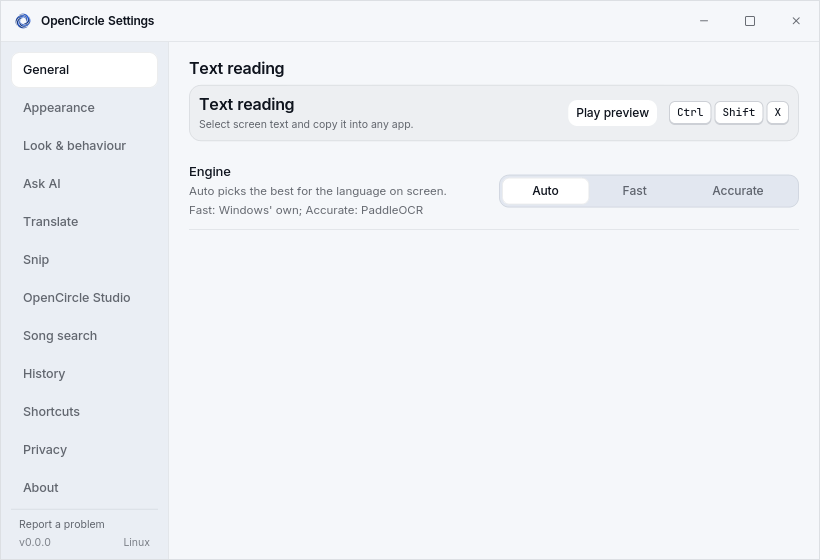 OpenCircle Settings
General
Appearance
Look & behaviour
Ask AI
Translate
Snip
OpenCircle Studio
Song search
History
Shortcuts
Privacy
About
Report a problem
v0.0.0 Linux
Text reading
Text reading
Select screen text and copy it into any app.
Play preview Ctrl Shift X
Engine
Auto picks the best for the language on screen.
Fast: Windows' own; Accurate: PaddleOCR
Auto Fast Accurate